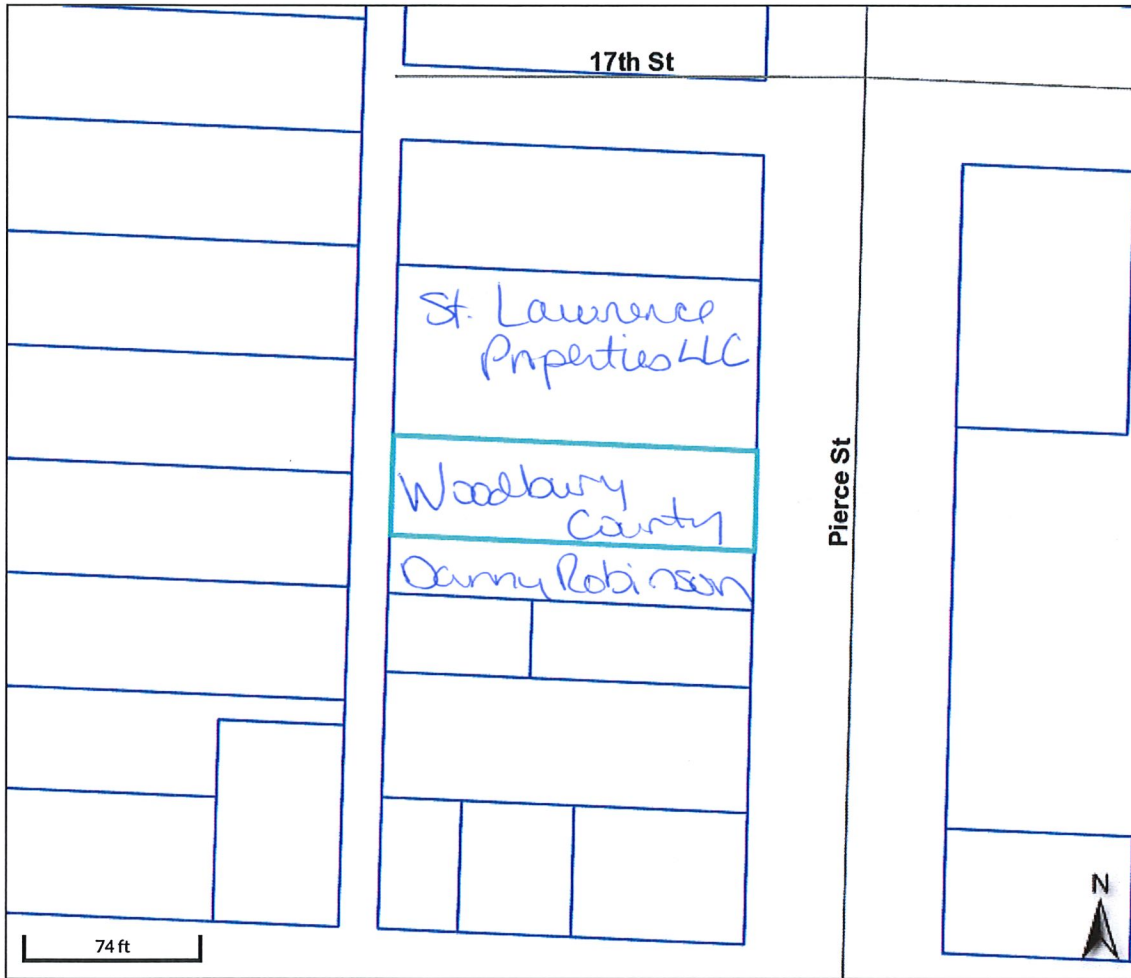 17th St
St. Lawrence
Properties LLC
Woodbury
County
Danny Robinson
Pierce St
N
74 ft